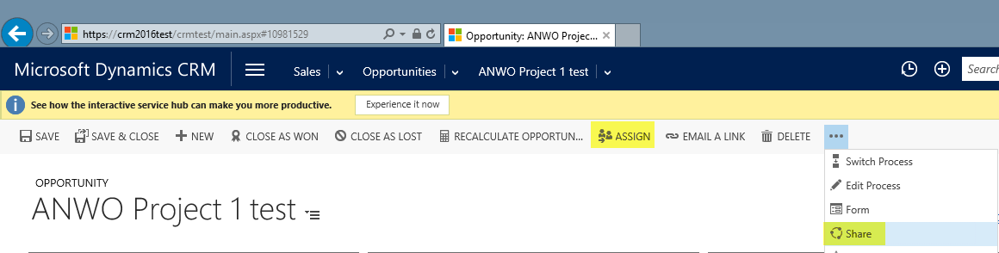 https://crm2016test/crmtest/main.aspx#10981529
Opportunity: ANWO Projec...
Microsoft Dynamics CRM Sales Opportunities ANWO Project 1 test Search
See how the interactive service hub can make you more productive. Experience it now
SAVE SAVE & CLOSE NEW CLOSE AS WON CLOSE AS LOST RECALCULATE OPPORTUN... ASSIGN EMAIL A LINK DELETE ...
Switch Process
Edit Process
Form
Share
OPPORTUNITY
ANWO Project 1 test